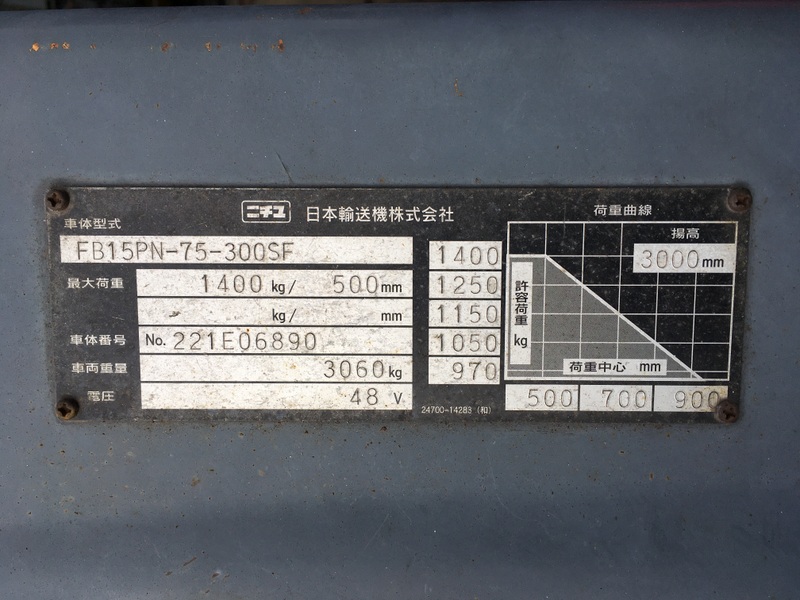 ニチユ 日本輸送機株式会社
車体型式
FB15PN-75-300SF
最大荷重 1400 kg/ 500 mm
kg/ mm
車体番号 No. 221E06890
車両重量 3060 kg
電圧 48 V
1400
1250
1150
1050
970
24700-14283 (和)
荷重曲線
揚高
3000 mm
許容荷重 kg
荷重中心 mm
500 700 900